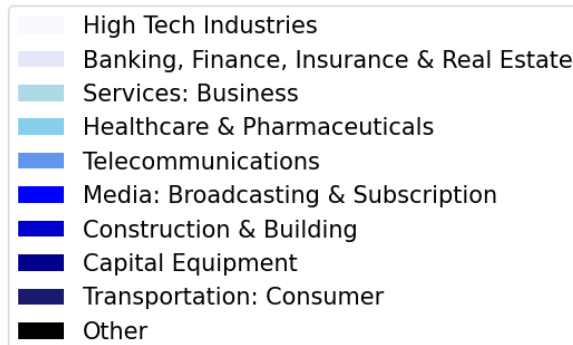 High Tech Industries
Banking, Finance, Insurance & Real Estate
Services: Business
Healthcare & Pharmaceuticals
Telecommunications
Media: Broadcasting & Subscription
Construction & Building
Capital Equipment
Transportation: Consumer
Other